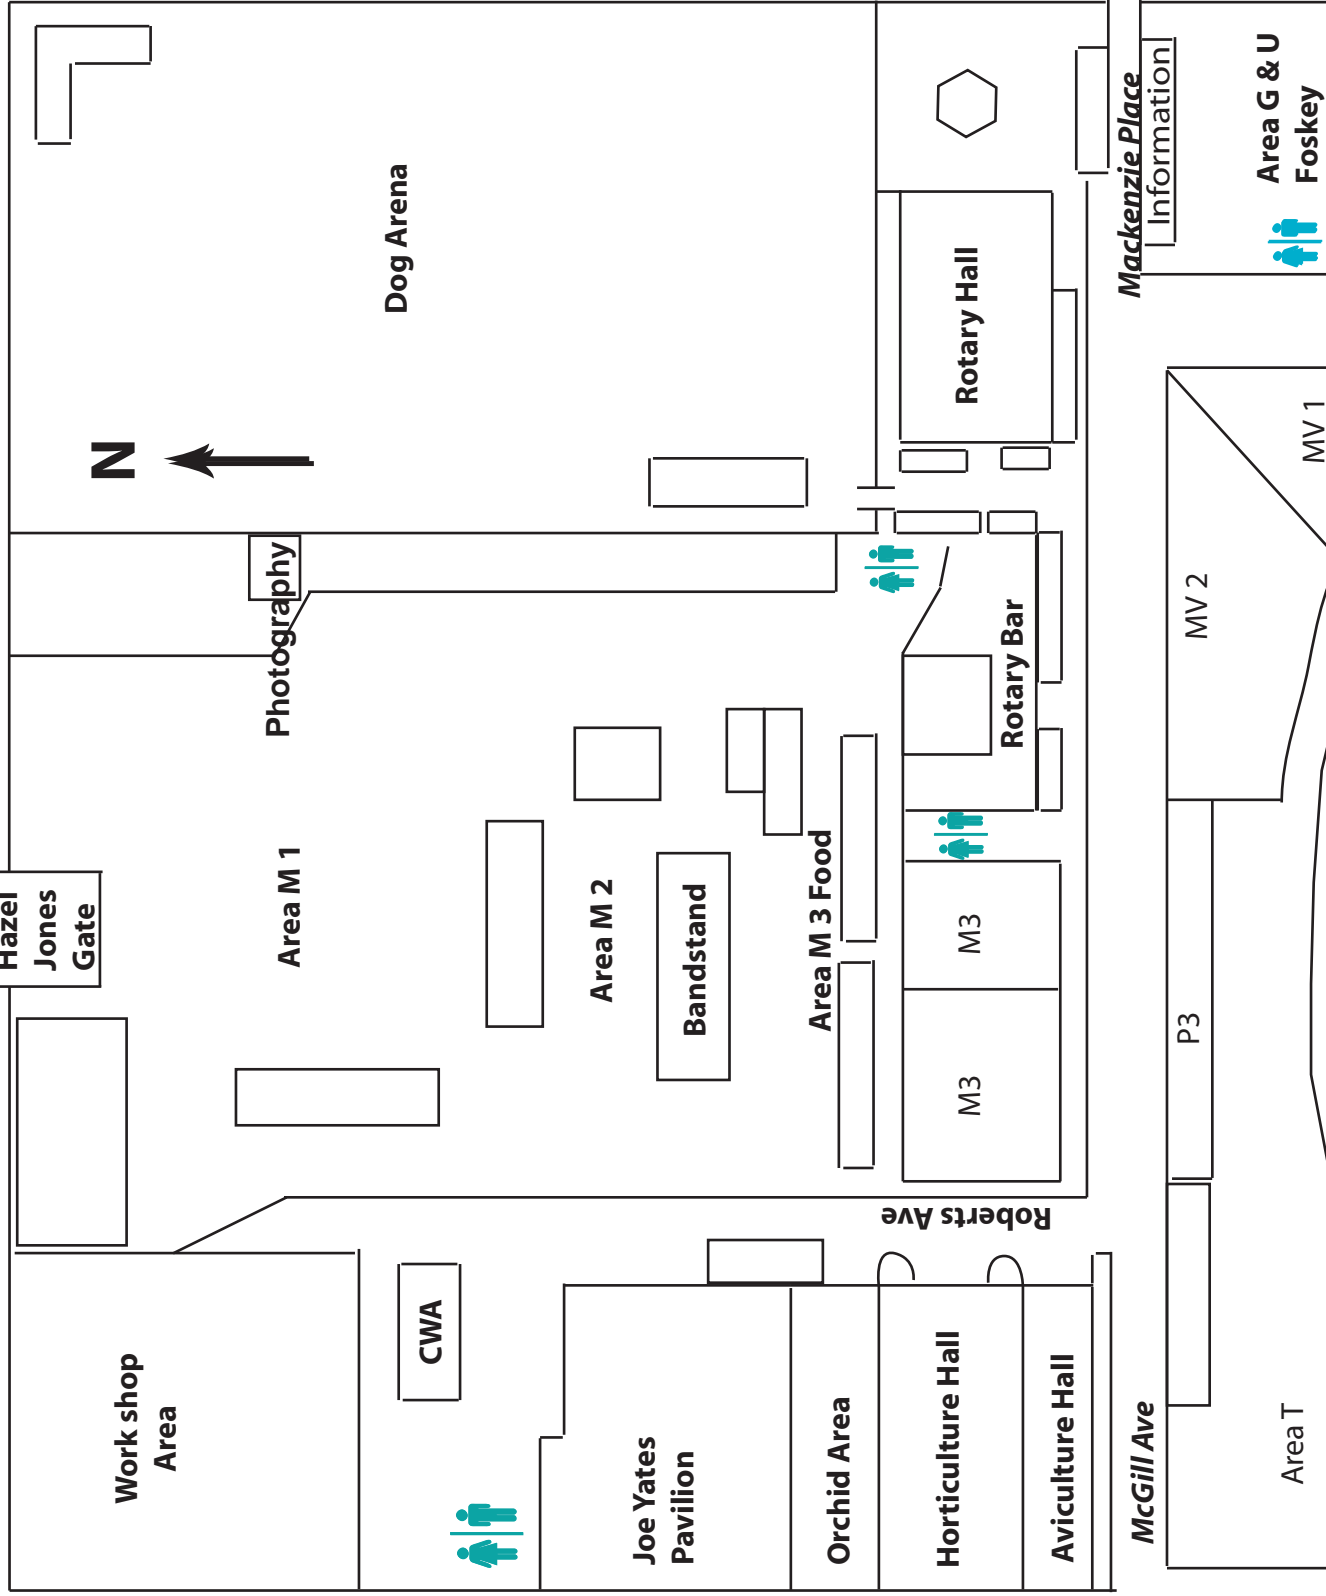 Hazel
Jones
Gate
N
Work shop
Area
Photography
Area M 1
Dog Arena
CWA
Area M 2
Joe Yates
Pavilion
Bandstand
Area M 3 Food
Orchid Area
Horticulture Hall
M3
M3
Rotary Hall
Rotary Bar
Roberts Ave
Aviculture Hall
McGill Ave
Mackenzie Place
Information
P3
MV 2
Area G & U
Foskey
Area T
MV 1